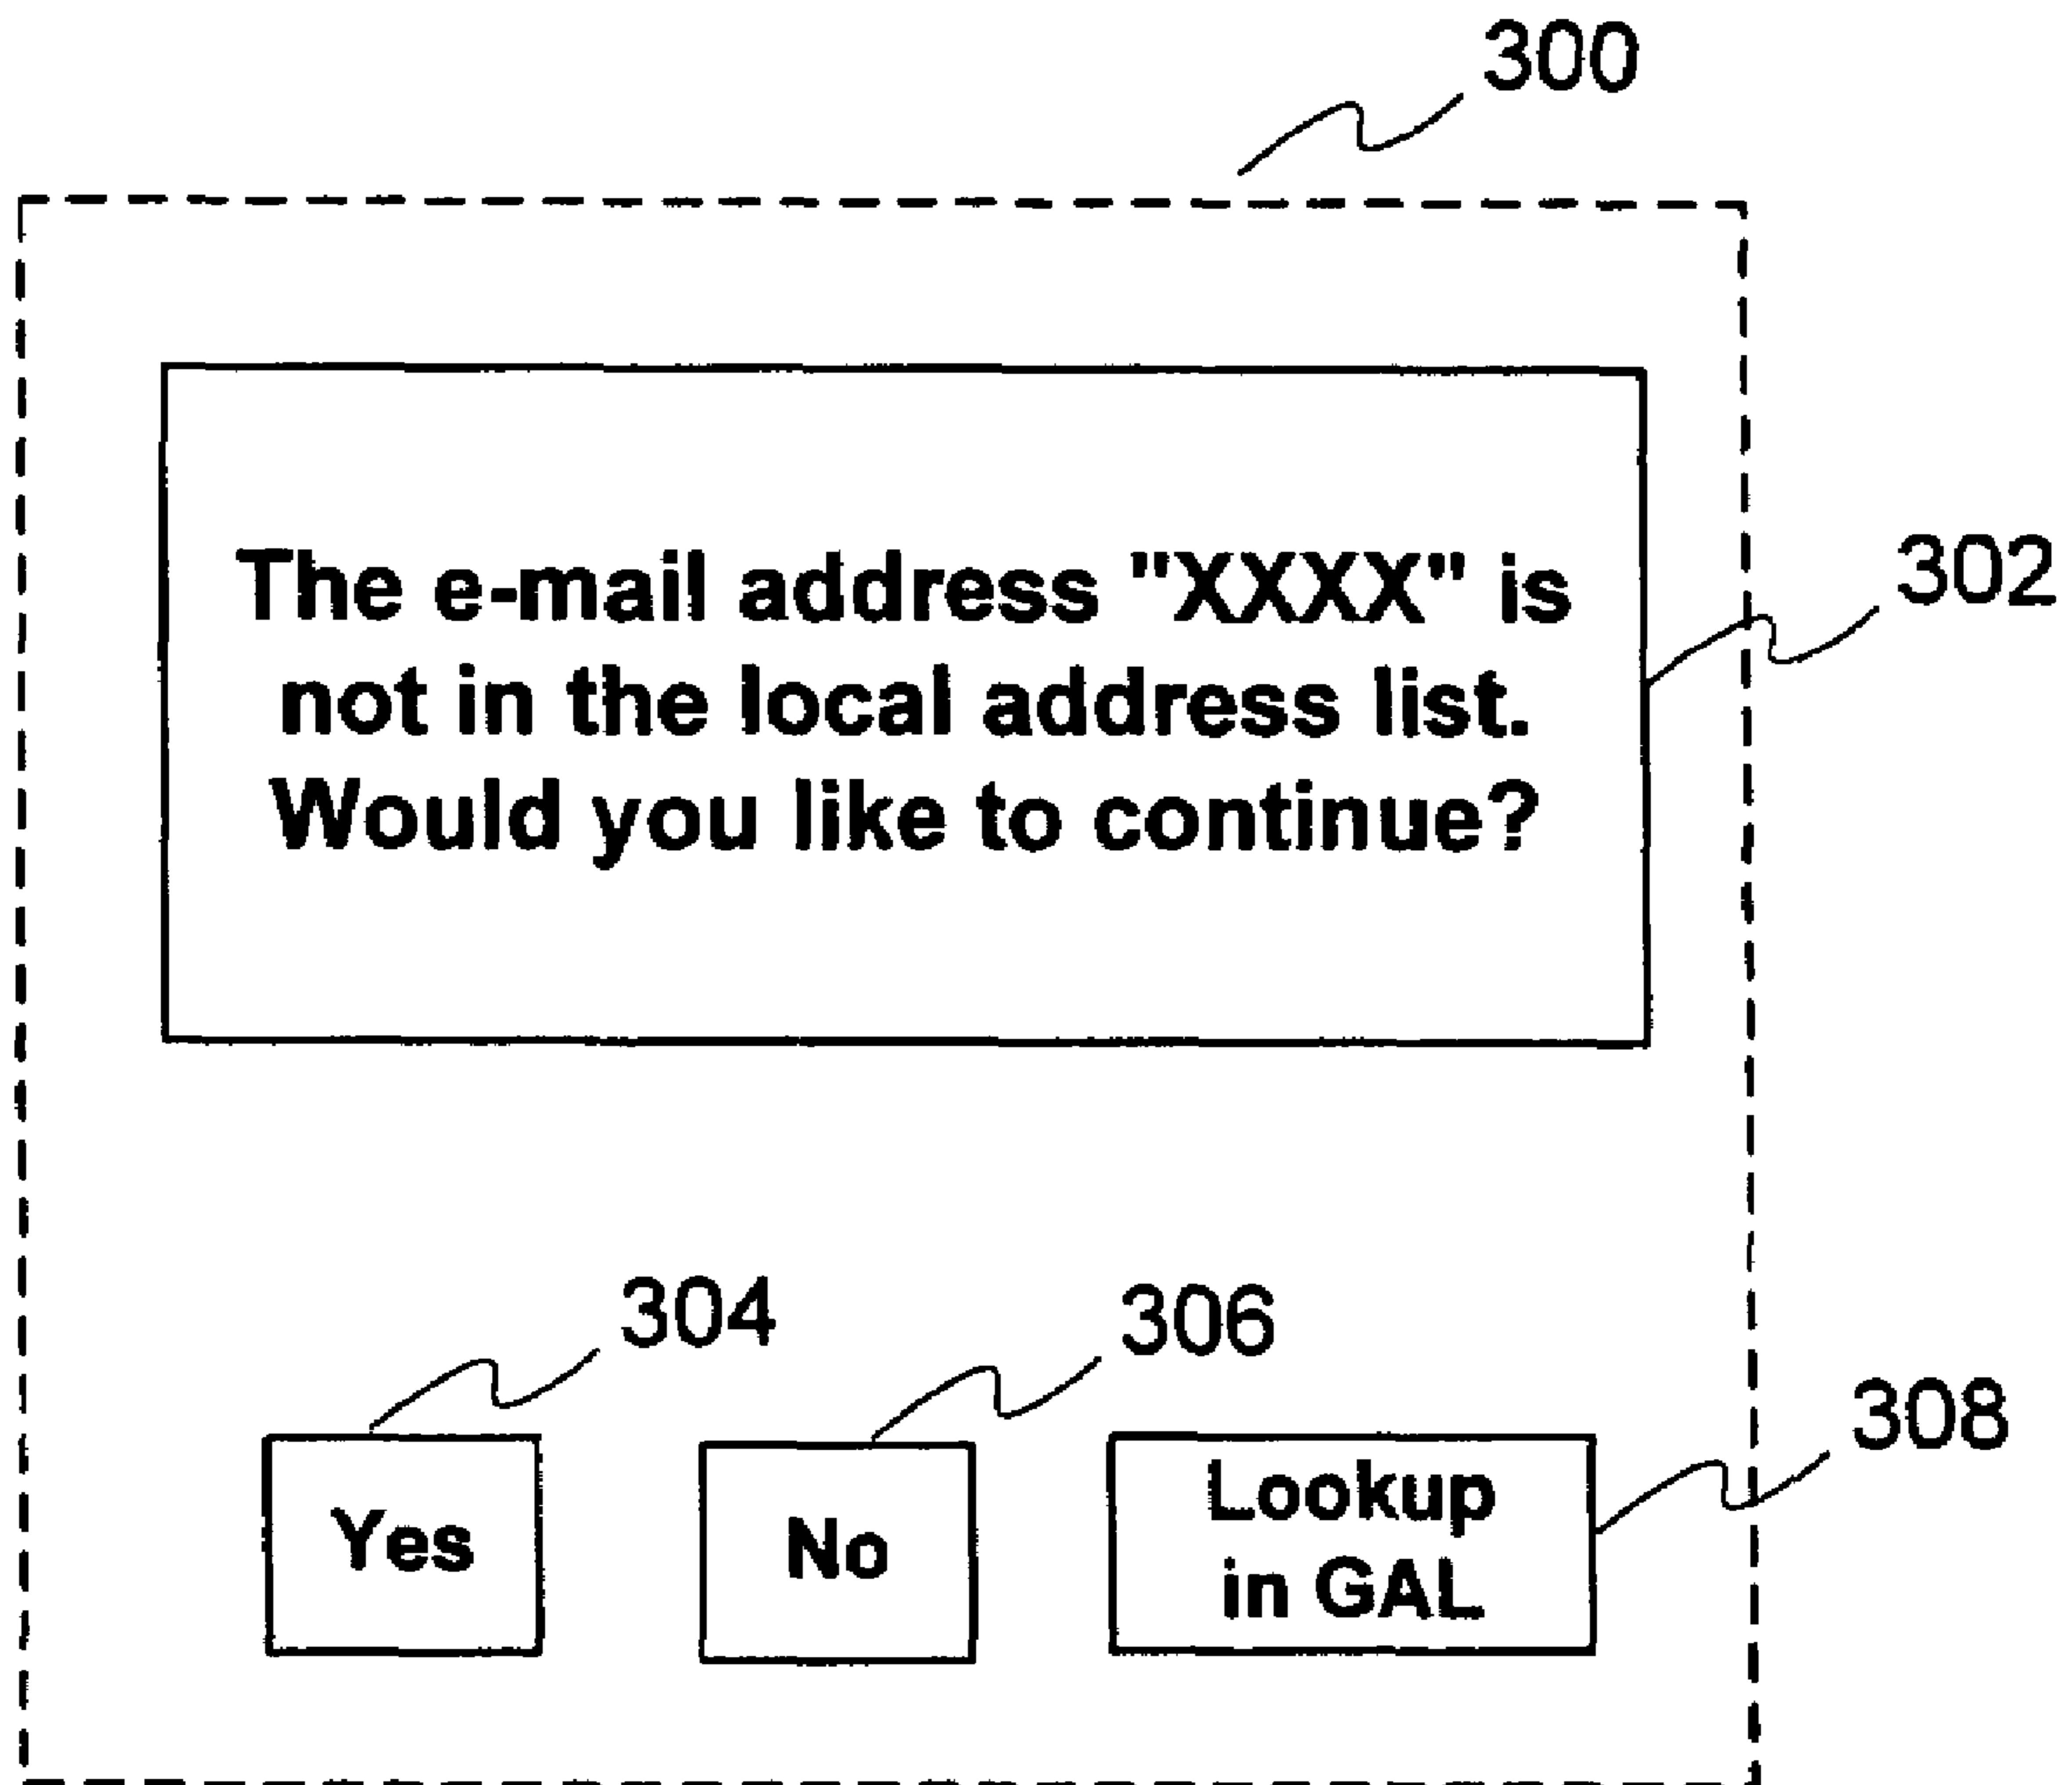 300
The e-mail address "XXXX" is
not in the local address list.
Would you like to continue?
302
304
306
308
Yes
No
Lookup
in GAL